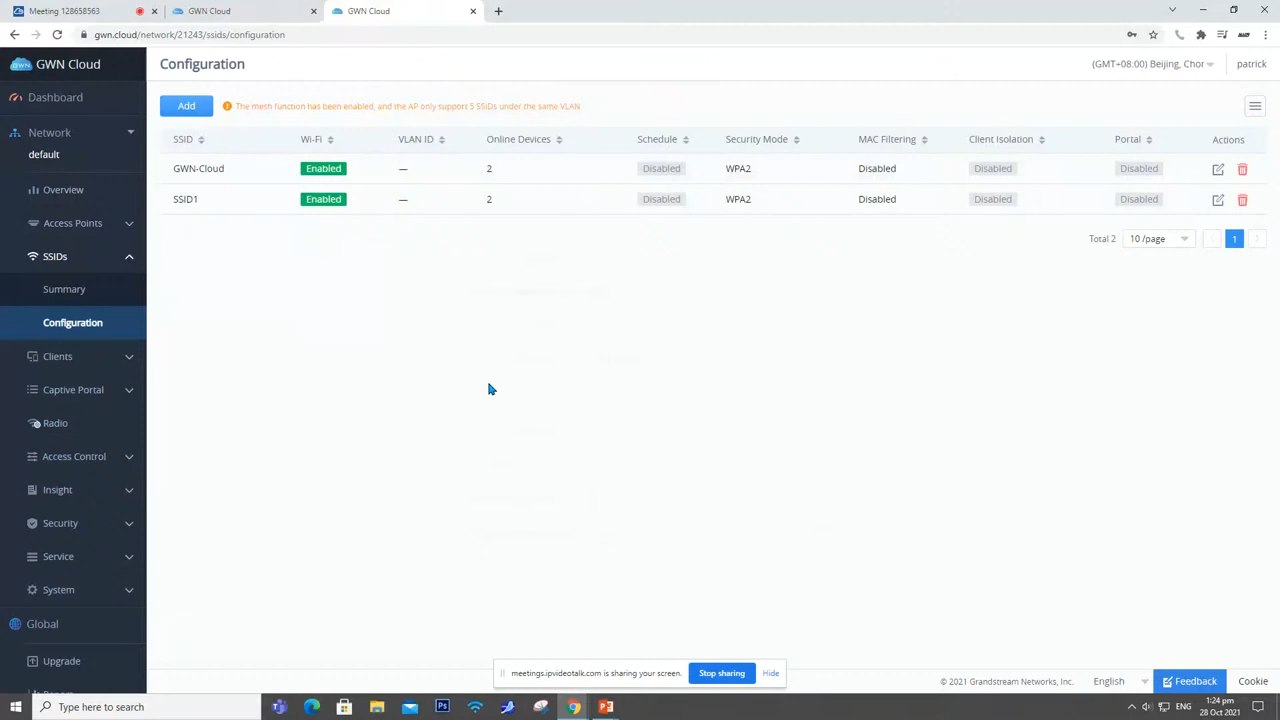 Meeting 128658563
GWN Cloud
GWN Cloud
gwn.cloud/network/21243/ssids/configuration
GWN
GWN Cloud
Configuration
(GMT+08:00) Beijing, Chor
patrick
Dashboard
Network
default
Overview
Access Points
SSIDs
Summary
Configuration
Clients
Captive Portal
Radio
Access Control
Insight
Security
Service
System
Global
Upgrade
Add
The mesh function has been enabled, and the AP only support 5 SSIDs under the same VLAN.
SSID Wi-Fi VLAN ID Online Devices Schedule Security Mode MAC Filtering Client Isolation Portal Actions
GWN-Cloud Enabled — 2 Disabled WPA2 Disabled Disabled Disabled
SSID1 Enabled — 2 Disabled WPA2 Disabled Disabled Disabled
Total 2 10 /page 1
meetings.ipvideotalk.com is sharing your screen. Stop sharing Hide
© 2021 Grandstream Networks, Inc. English Feedback Cookie
Type here to search
ENG
1:24 pm
28 Oct 2021